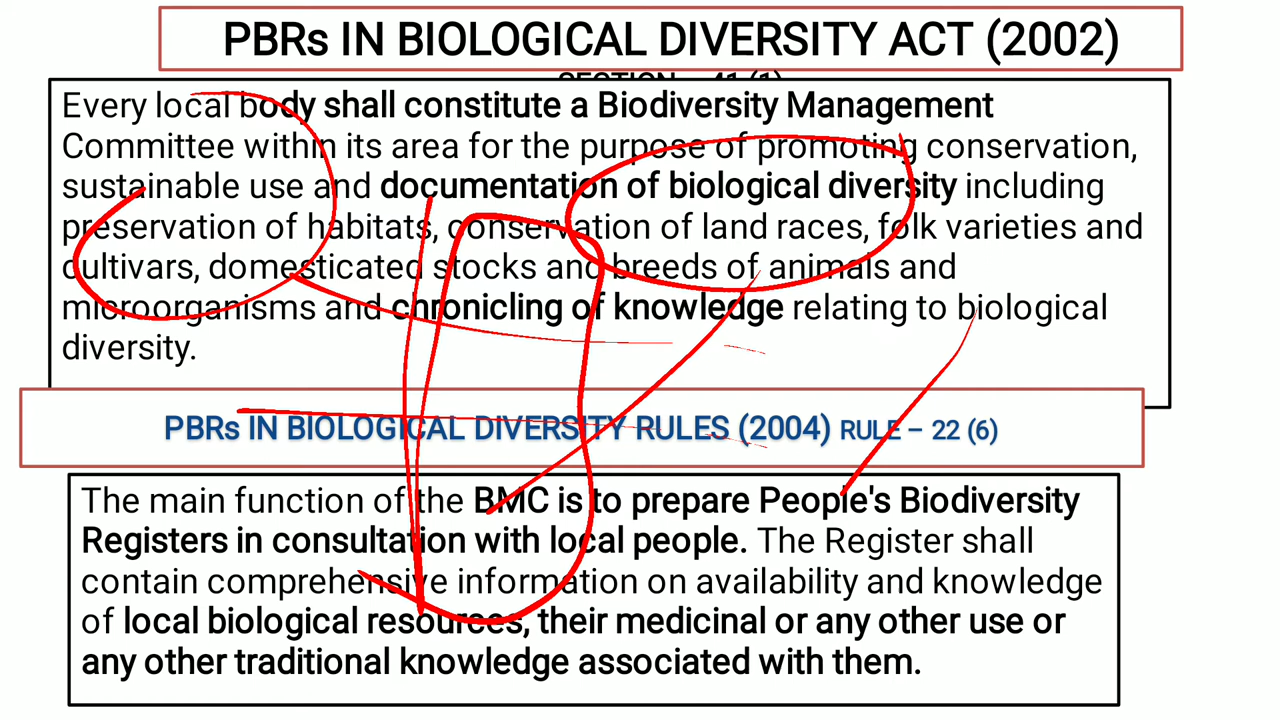 PBRs IN BIOLOGICAL DIVERSITY ACT (2002)
SECTION – 41 (1)
Every local body shall constitute a Biodiversity Management
Committee within its area for the purpose of promoting conservation,
sustainable use and documentation of biological diversity including
preservation of habitats, conservation of land races, folk varieties and
cultivars, domesticated stocks and breeds of animals and
microorganisms and chronicling of knowledge relating to biological
diversity.
PBRs IN BIOLOGICAL DIVERSITY RULES (2004) RULE – 22 (6)
The main function of the BMC is to prepare People's Biodiversity
Registers in consultation with local people. The Register shall
contain comprehensive information on availability and knowledge
of local biological resources, their medicinal or any other use or
any other traditional knowledge associated with them.